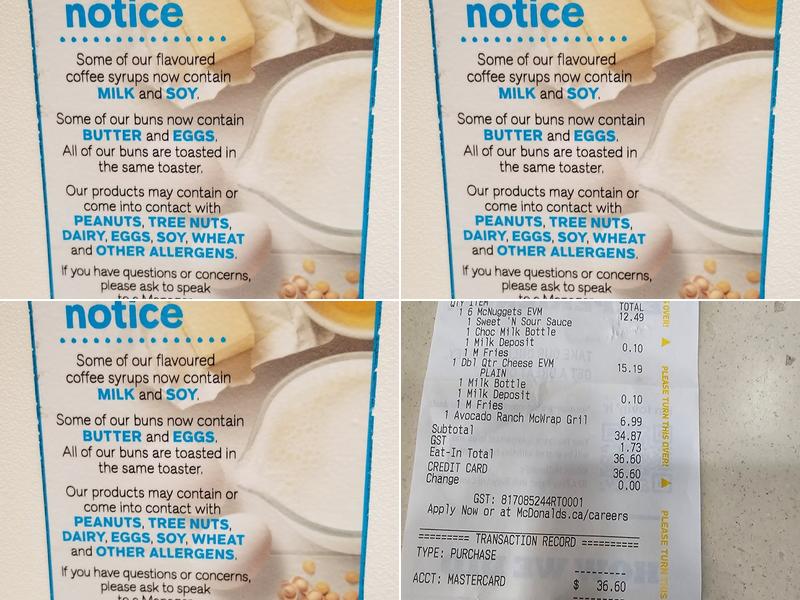 notice
Some of our flavoured
coffee syrups now contain
MILK and SOY.
Some of our buns now contain
BUTTER and EGGS.
All of our buns are toasted in
the same toaster.
Our products may contain or
come into contact with
PEANUTS, TREE NUTS,
DAIRY, EGGS, SOY, WHEAT
and OTHER ALLERGENS.
If you have questions or concerns,
please ask to speak
to a Manager
notice
Some of our flavoured
coffee syrups now contain
MILK and SOY.
Some of our buns now contain
BUTTER and EGGS.
All of our buns are toasted in
the same toaster.
Our products may contain or
come into contact with
PEANUTS, TREE NUTS,
DAIRY, EGGS, SOY, WHEAT
and OTHER ALLERGENS.
If you have questions or concerns,
please ask to speak
to a Manager
notice
Some of our flavoured
coffee syrups now contain
MILK and SOY.
Some of our buns now contain
BUTTER and EGGS.
All of our buns are toasted in
the same toaster.
Our products may contain or
come into contact with
PEANUTS, TREE NUTS,
DAIRY, EGGS, SOY, WHEAT
and OTHER ALLERGENS.
If you have questions or concerns,
please ask to speak
to a Manager
QTY ITEM TOTAL
1 6 McNuggets EVM 12.49
1 Sweet 'N Sour Sauce
1 Choc Milk Bottle
1 Milk Deposit 0.10
1 M Fries
1 Dbl Qtr Cheese EVM 15.19
PLAIN
1 Milk Bottle
1 Milk Deposit 0.10
1 M Fries
1 Avocado Ranch McWrap Gril 6.99
Subtotal 34.87
GST 1.73
Eat-In Total 36.60
CREDIT CARD 36.60
Change 0.00
GST: 817085244RT0001
Apply Now or at McDonalds.ca/careers
========= TRANSACTION RECORD ==========
TYPE: PURCHASE
---------
ACCT: MASTERCARD $ 36.60
---------
OVER!
PLEASE TURN THIS OVER!
PLEASE TURN THIS